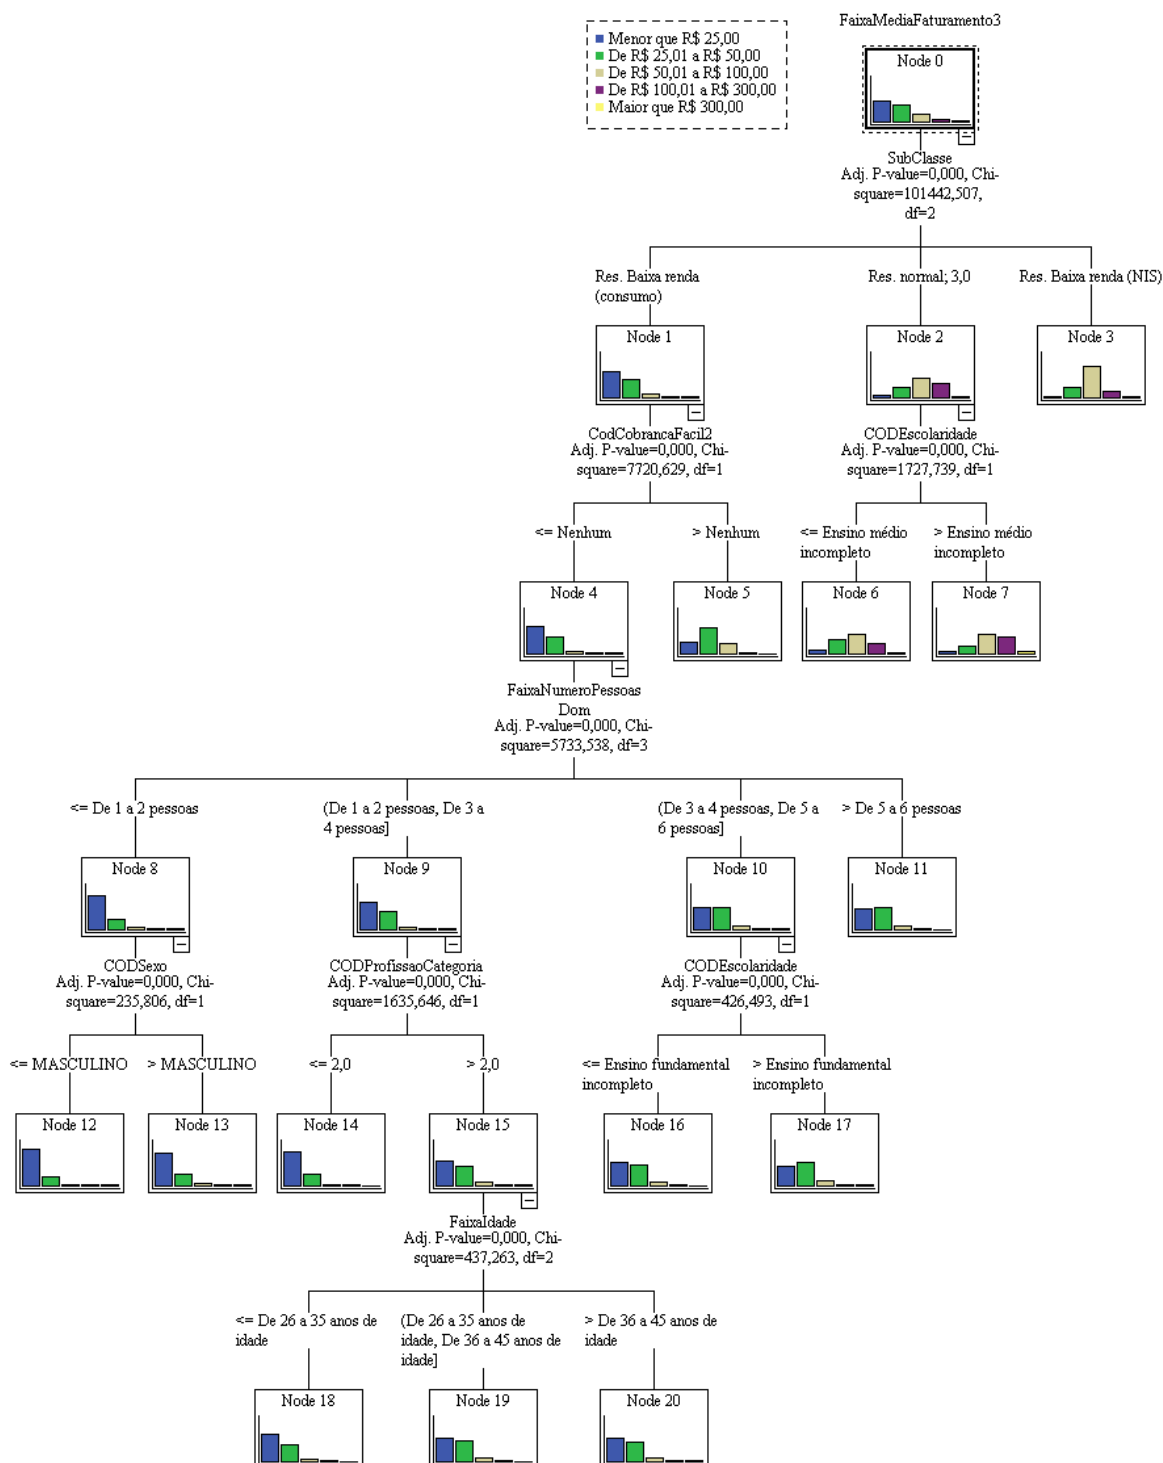 FaixaMediaFaturamento3
Menor que R$ 25,00
De R$ 25,01 a R$ 50,00
De R$ 50,01 a R$ 100,00
De R$ 100,01 a R$ 300,00
Maior que R$ 300,00
Node 0
SubClasse
Adj. P-value=0,000, Chi-
square=101442,507,
df=2
Res. Baixa renda
(consumo)
Res. normal; 3,0
Res. Baixa renda (NIS)
Node 1
Node 2
Node 3
CodCobrancaFacil2
Adj. P-value=0,000, Chi-
square=7720,629, df=1
CODEscolaridade
Adj. P-value=0,000, Chi-
square=1727,739, df=1
<= Nenhum
> Nenhum
<= Ensino médio
incompleto
> Ensino médio
incompleto
Node 4
Node 5
Node 6
Node 7
FaixaNumeroPessoas
Dom
Adj. P-value=0,000, Chi-
square=5733,538, df=3
<= De 1 a 2 pessoas
(De 1 a 2 pessoas, De 3 a
4 pessoas]
(De 3 a 4 pessoas, De 5 a
6 pessoas]
> De 5 a 6 pessoas
Node 8
Node 9
Node 10
Node 11
CODSexo
Adj. P-value=0,000, Chi-
square=235,806, df=1
CODProfissaoCategoria
Adj. P-value=0,000, Chi-
square=1635,646, df=1
CODEscolaridade
Adj. P-value=0,000, Chi-
square=426,493, df=1
<= MASCULINO
> MASCULINO
<= 2,0
> 2,0
<= Ensino fundamental
incompleto
> Ensino fundamental
incompleto
Node 12
Node 13
Node 14
Node 15
Node 16
Node 17
FaixaIdade
Adj. P-value=0,000, Chi-
square=437,263, df=2
<= De 26 a 35 anos de
idade
(De 26 a 35 anos de
idade, De 36 a 45 anos de
idade]
> De 36 a 45 anos de
idade
Node 18
Node 19
Node 20